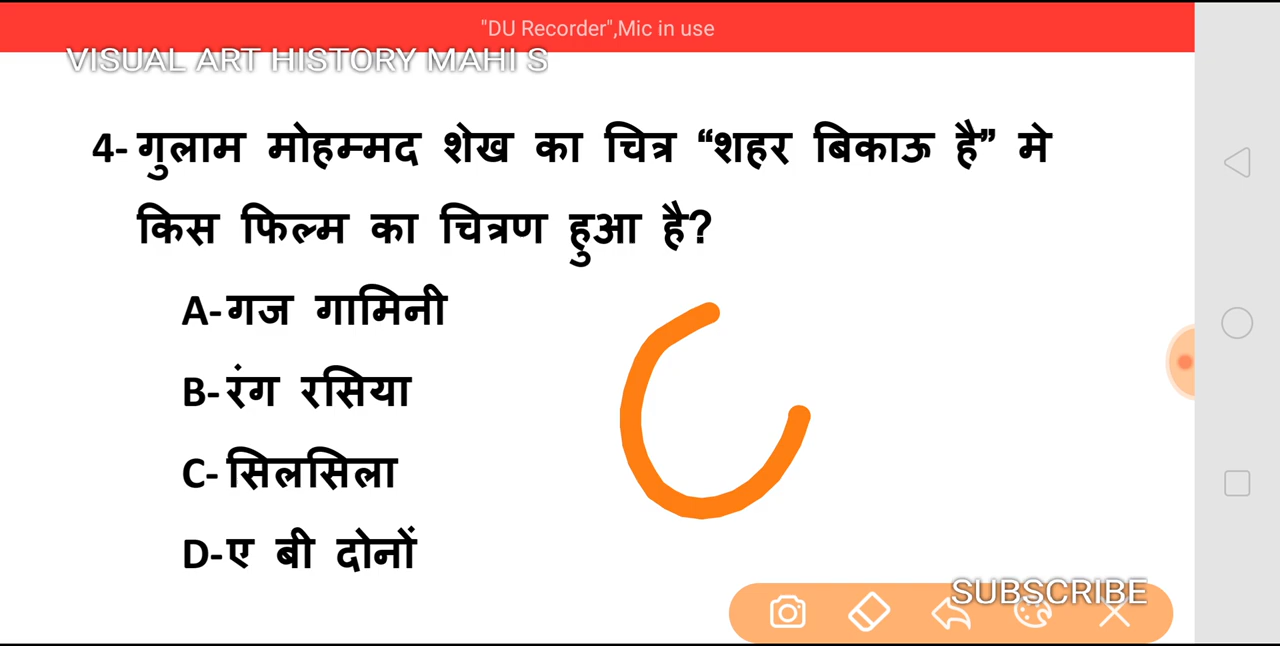 "DU Recorder",Mic in use
VISUAL ART HISTORY MAHI S
4- गुलाम मोहम्मद शेख का चित्र “शहर बिकाऊ है” मे
किस फिल्म का चित्रण हुआ है?
A- गज गामिनी
B- रंग रसिया
C- सिलसिला
D- ए बी दोनों
SUBSCRIBE